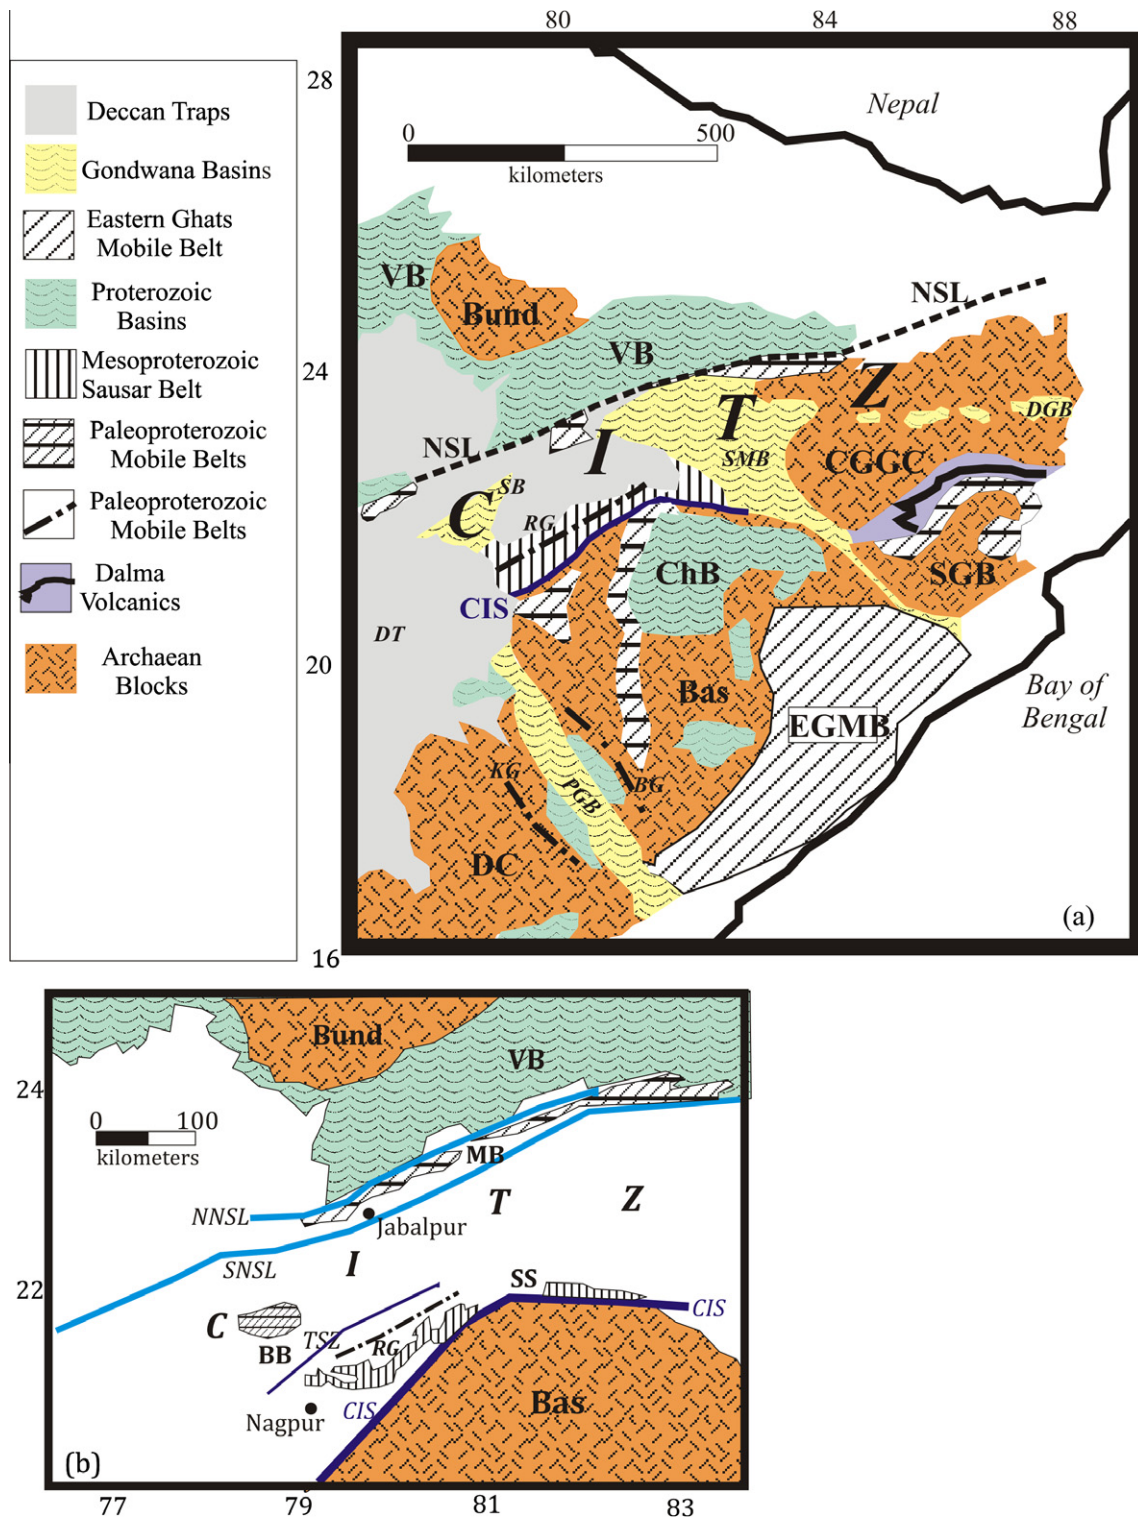 80 84 88
28
24
20
16
Deccan Traps
Gondwana Basins
Eastern Ghats
Mobile Belt
Proterozoic
Basins
Mesoproterozoic
Sausar Belt
Paleoproterozoic
Mobile Belts
Paleoproterozoic
Mobile Belts
Dalma
Volcanics
Archaean
Blocks
Nepal
0 500
kilometers
VB
Bund
NSL
VB
Z
T
DGB
NSL
I
SMB
CGGC
C
SB
RG
ChB
SGB
CIS
DT
Bas
Bay of
Bengal
EGMB
KG
PGB
BG
DC
(a)
Bund
VB
24
0 100
kilometers
MB
T
Z
NNSL
Jabalpur
SNSL
I
22
SS
CIS
C
TSZ
RG
BB
Bas
CIS
Nagpur
(b)
77 79 81 83